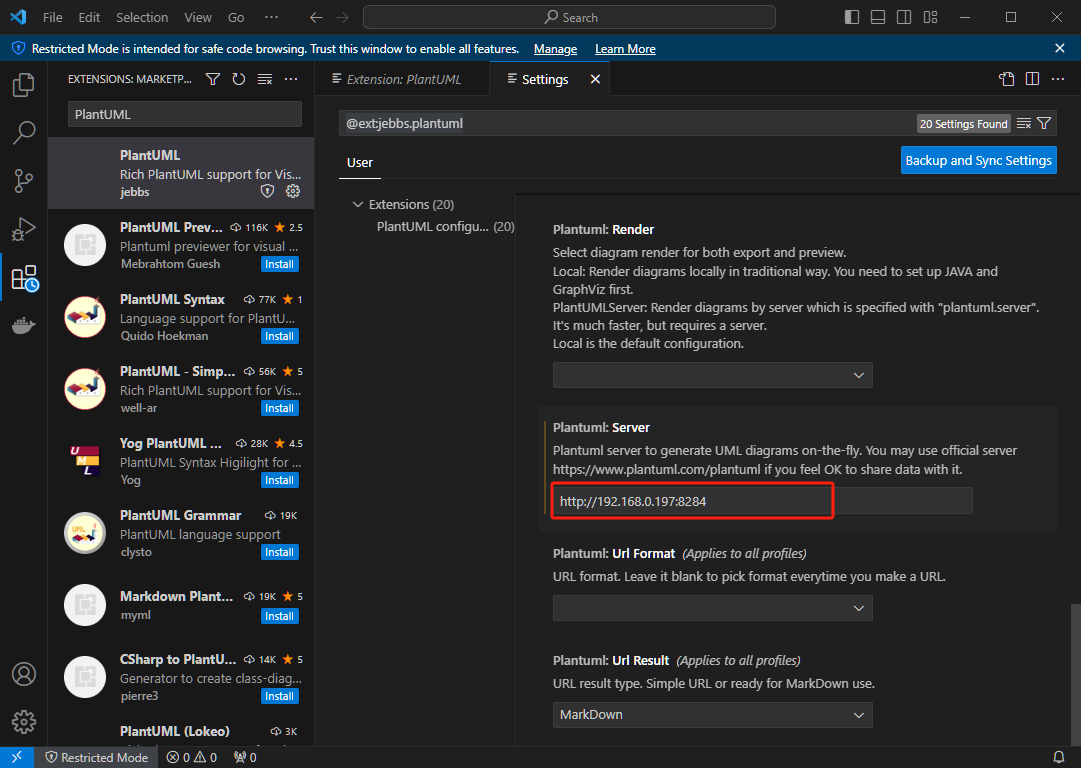 File Edit Selection View Go ··· Search
Restricted Mode is intended for safe code browsing. Trust this window to enable all features. Manage Learn More
EXTENSIONS: MARKETP...
PlantUML
PlantUML
Rich PlantUML support for Vis...
jebbs
PlantUML Prev... 116K ★ 2.5
Plantuml previewer for visual ...
Mebrahtom Guesh Install
PlantUML Syntax 77K ★ 1
Language support for PlantU...
Quido Hoekman Install
PlantUML - Simp... 56K ★ 5
Rich PlantUML support for Vis...
well-ar Install
UML
Yog PlantUML ... 28K ★ 4.5
PlantUML Syntax Higilight for ...
Yog Install
UML
PlantUML Grammar 19K
PlantUML language support
clysto Install
Markdown Plant... 19K ★ 5
myml Install
CSharp to PlantU... 14K ★ 5
Generator to create class-diag...
pierre3 Install
PlantUML (Lokeo) 3K
Extension: PlantUML Settings
@ext:jebbs.plantuml 20 Settings Found
User Backup and Sync Settings
Extensions (20)
PlantUML configu... (20)
Plantuml: Render
Select diagram render for both export and preview.
Local: Render diagrams locally in traditional way. You need to set up JAVA and
GraphViz first.
PlantUMLServer: Render diagrams by server which is specified with "plantuml.server".
It's much faster, but requires a server.
Local is the default configuration.
Plantuml: Server
Plantuml server to generate UML diagrams on-the-fly. You may use official server
https://www.plantuml.com/plantuml if you feel OK to share data with it.
http://192.168.0.197:8284
Plantuml: Url Format (Applies to all profiles)
URL format. Leave it blank to pick format everytime you make a URL.
Plantuml: Url Result (Applies to all profiles)
URL result type. Simple URL or ready for MarkDown use.
MarkDown
Restricted Mode 0 0 0